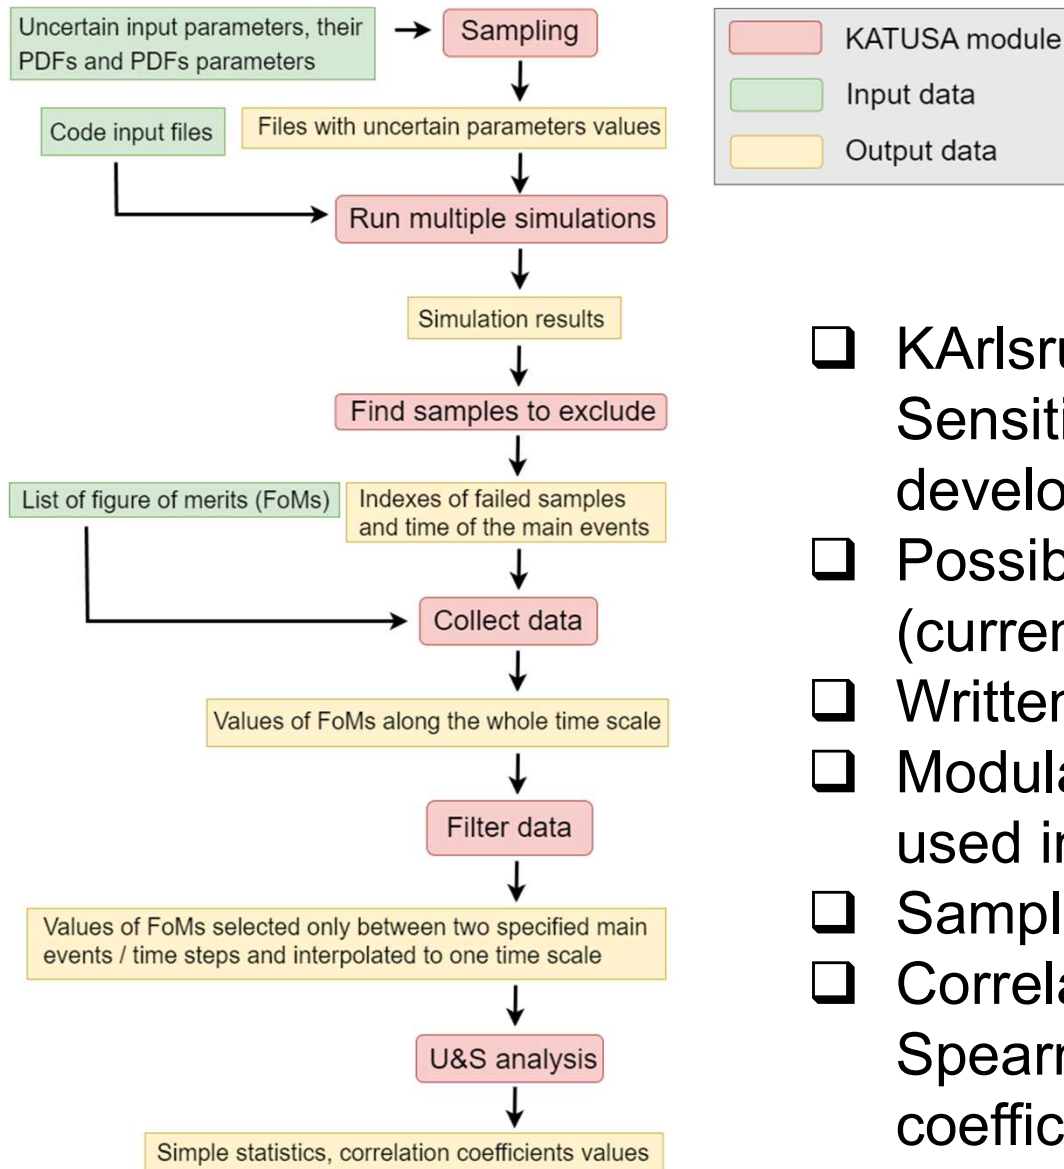 Uncertain input parameters, their
PDFs and PDFs parameters
Sampling
Code input files
Files with uncertain parameters values
Run multiple simulations
Simulation results
Find samples to exclude
List of figure of merits (FoMs)
Indexes of failed samples
and time of the main events
Collect data
Values of FoMs along the whole time scale
Filter data
Values of FoMs selected only between two specified main
events / time steps and interpolated to one time scale
U&S analysis
Simple statistics, correlation coefficients values
KATUSA module
Input data
Output data
Sensiti
develo
Possib
(curren
Written
Modula
used in
Sampl
Correla
Spearn
coeffic